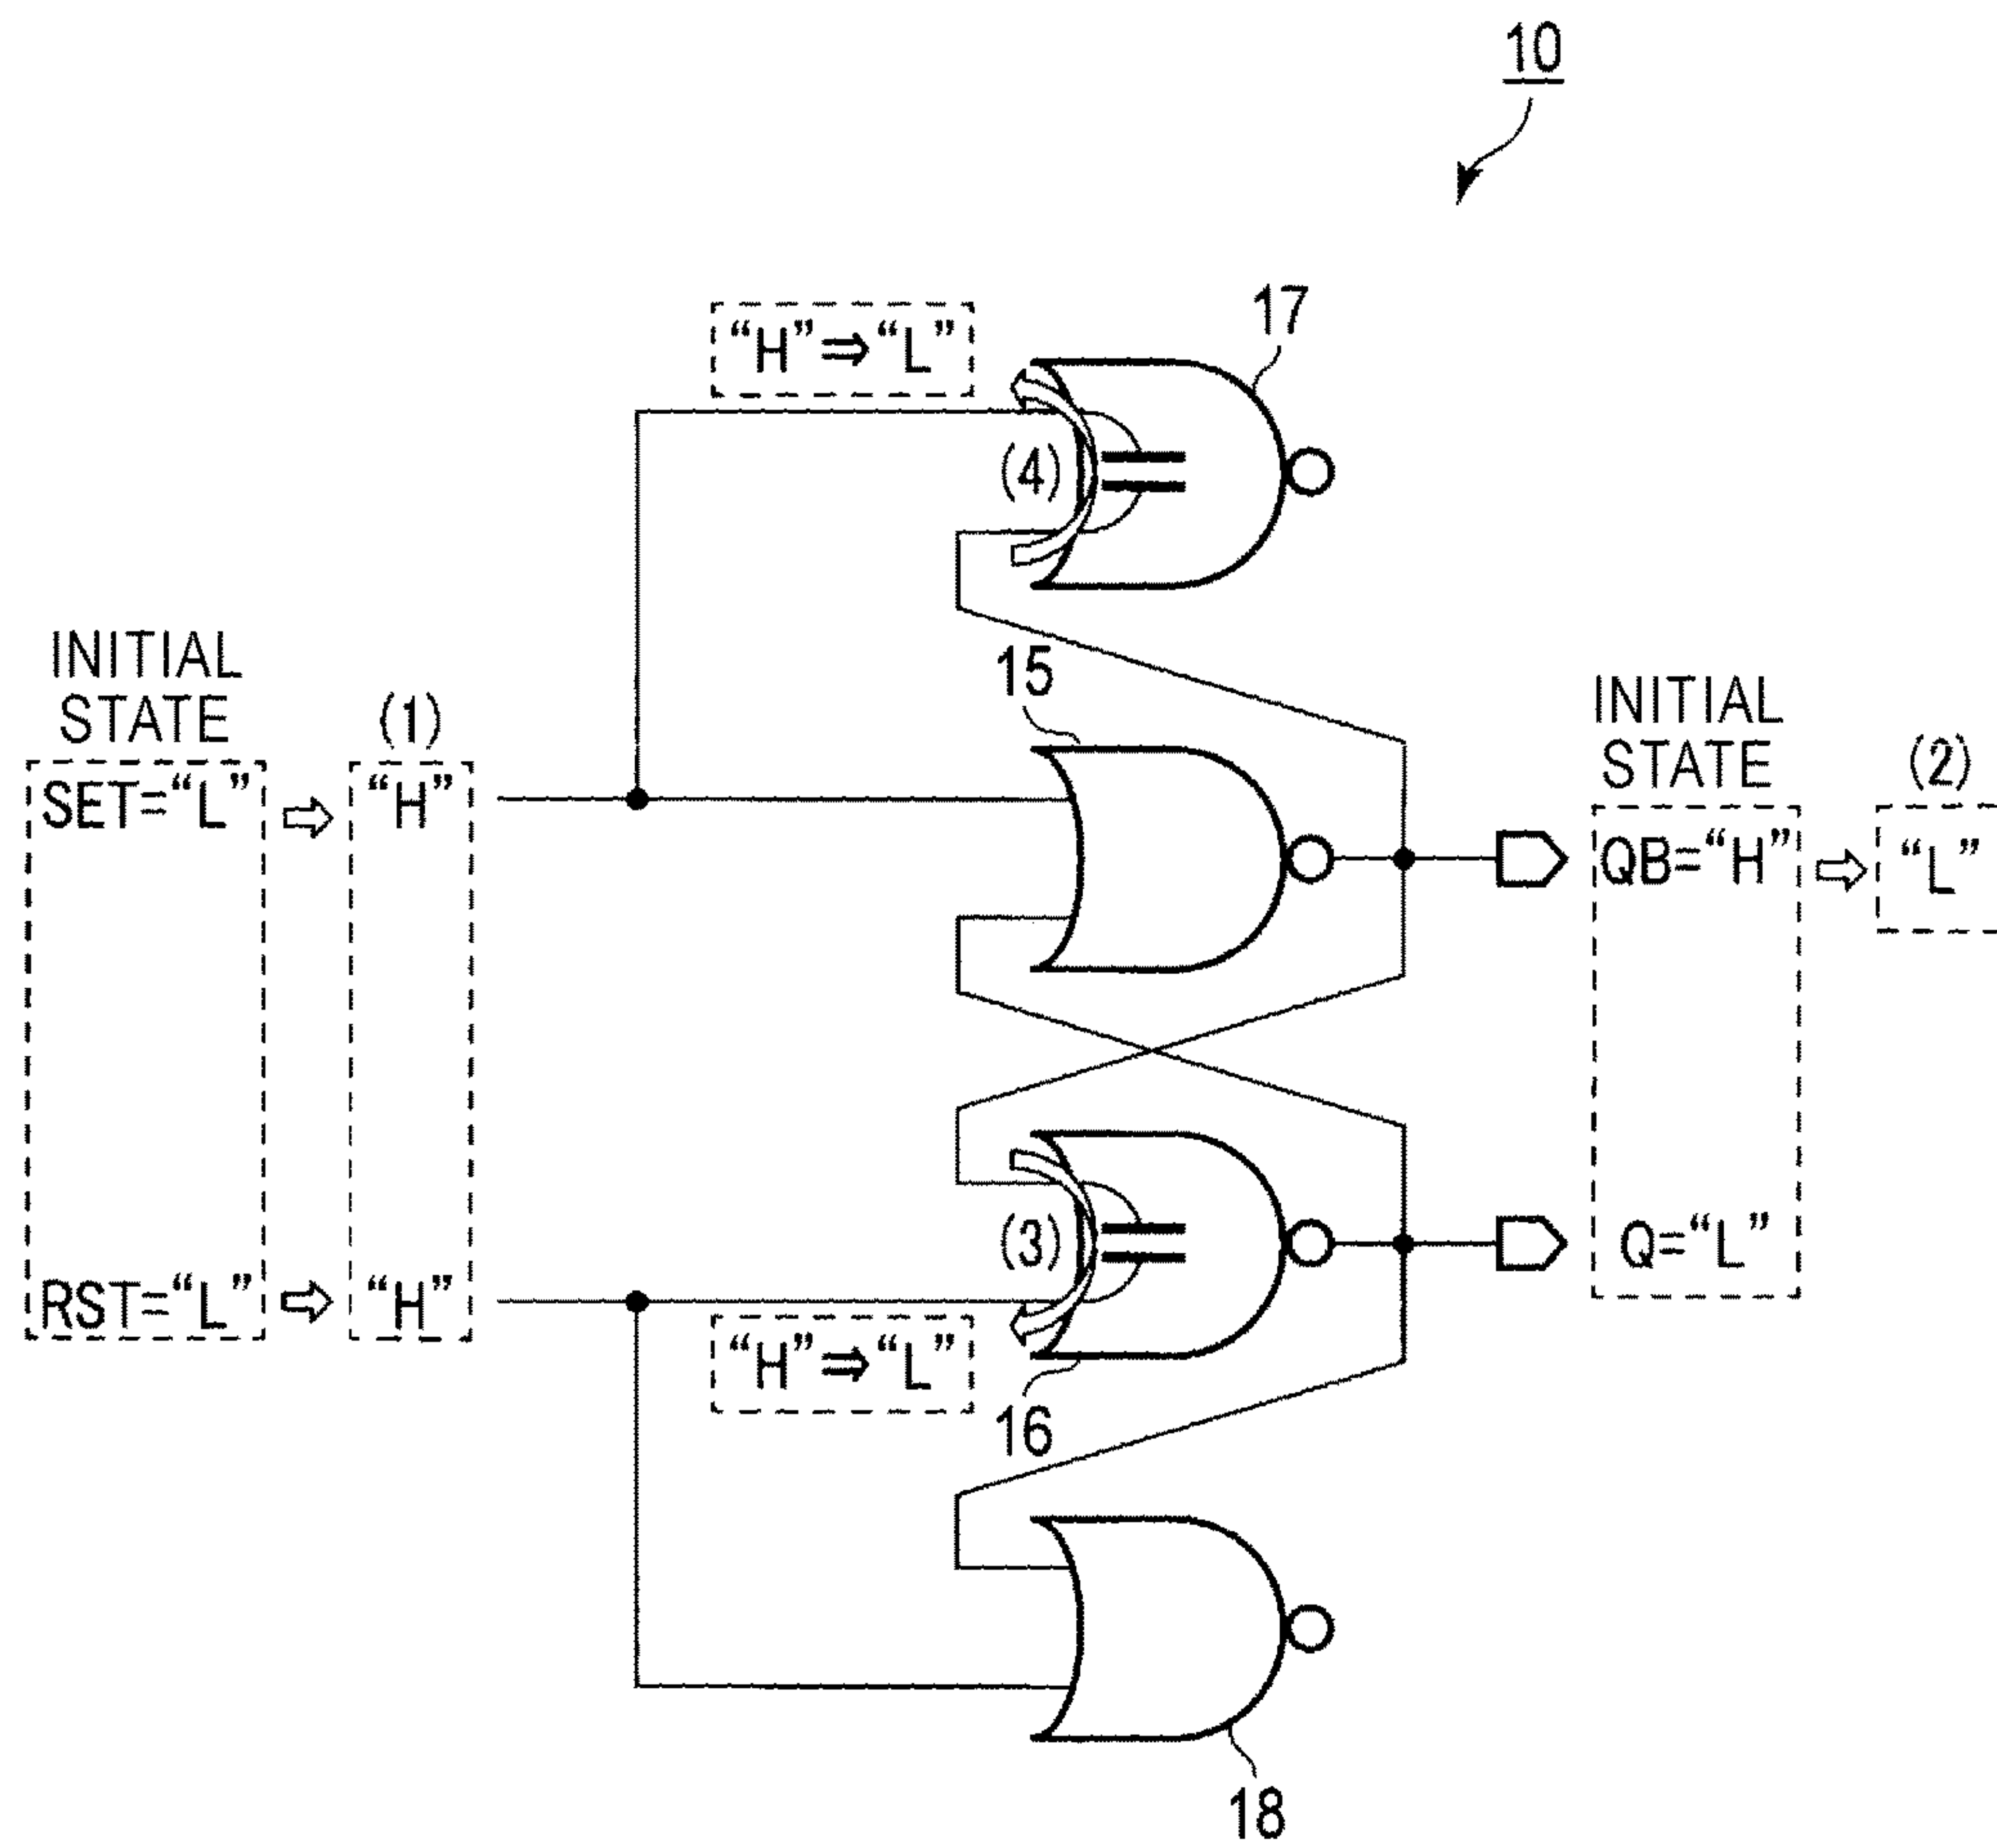 10
17
“H”⇒“L”
(4)
15
INITIAL
STATE
(1)
SET=“L” ⇨ “H”
INITIAL
STATE
(2)
QB=“H” ⇨ “L”
(3)
Q=“L”
RST=“L” ⇨ “H”
“H”⇒“L”
16
18